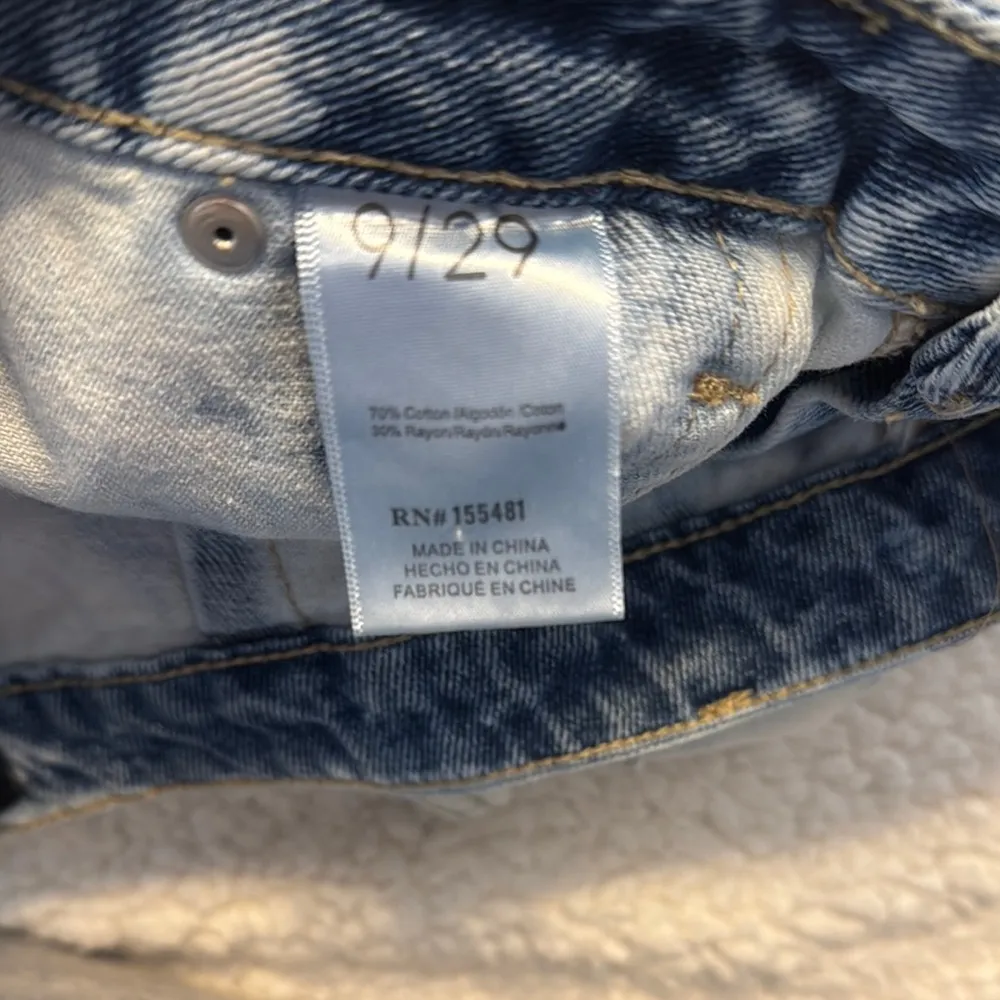 9/29
70% Cotton/Algodón/Coton
30% Rayon/Rayón/Rayonne
RN# 155481
MADE IN CHINA
HECHO EN CHINA
FABRIQUÉ EN CHINE